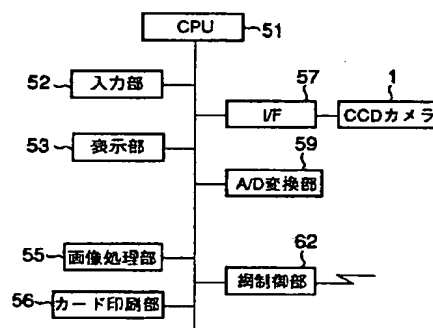 CPU 51
52 入力部
57 I/F
1 CCDカメラ
53 表示部
59 A/D変換部
55 画像処理部
62 網制御部
56 カード印刷部